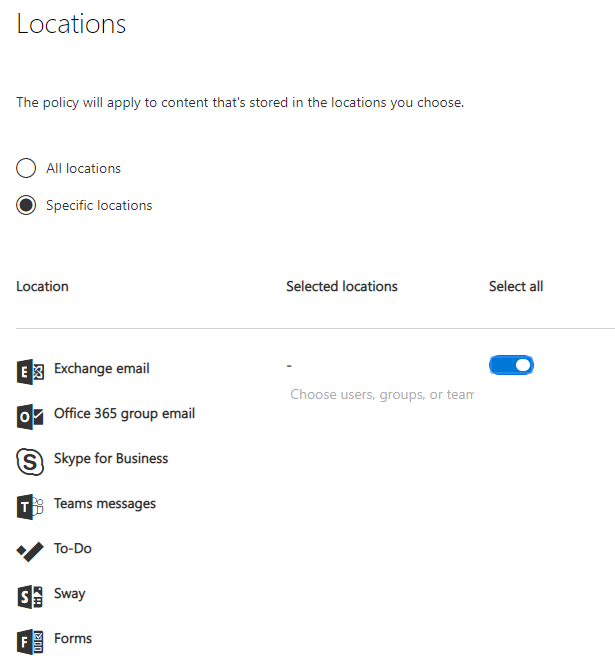 Locations
The policy will apply to content that's stored in the locations you choose.
All locations
Specific locations
Location Selected locations Select all
Exchange email -
Choose users, groups, or team
Office 365 group email
Skype for Business
Teams messages
To-Do
Sway
Forms